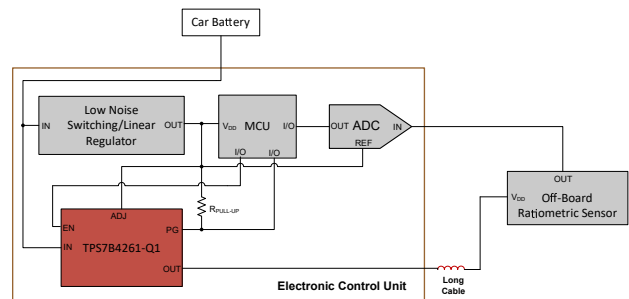 Car Battery
Low Noise
Switching/Linear
Regulator
IN
OUT
VDD
MCU
I/O
I/O
I/O
OUT
ADC
IN
REF
OUT
VDD
Off-Board
Ratiometric Sensor
RPULL-UP
ADJ
EN
PG
TPS7B4261-Q1
IN
OUT
Electronic Control Unit
Long
Cable